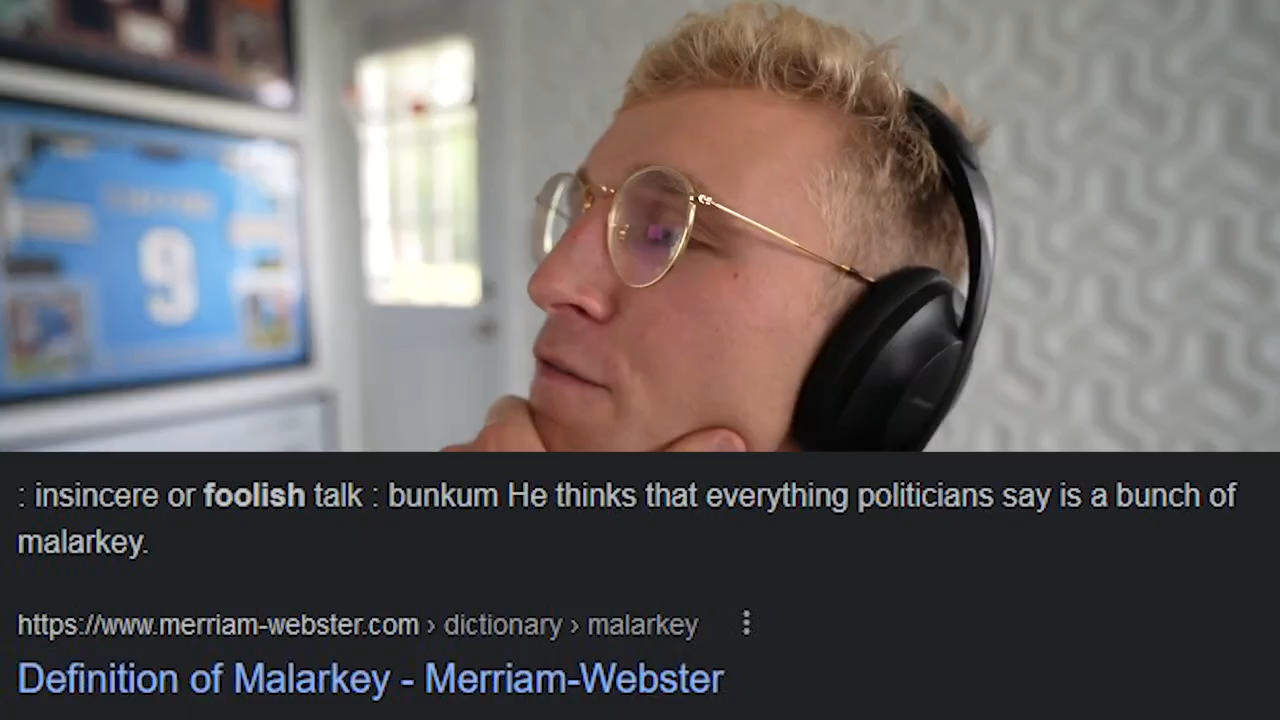 9
: insincere or foolish talk : bunkum He thinks that everything politicians say is a bunch of
malarkey.
https://www.merriam-webster.com › dictionary › malarkey
Definition of Malarkey - Merriam-Webster